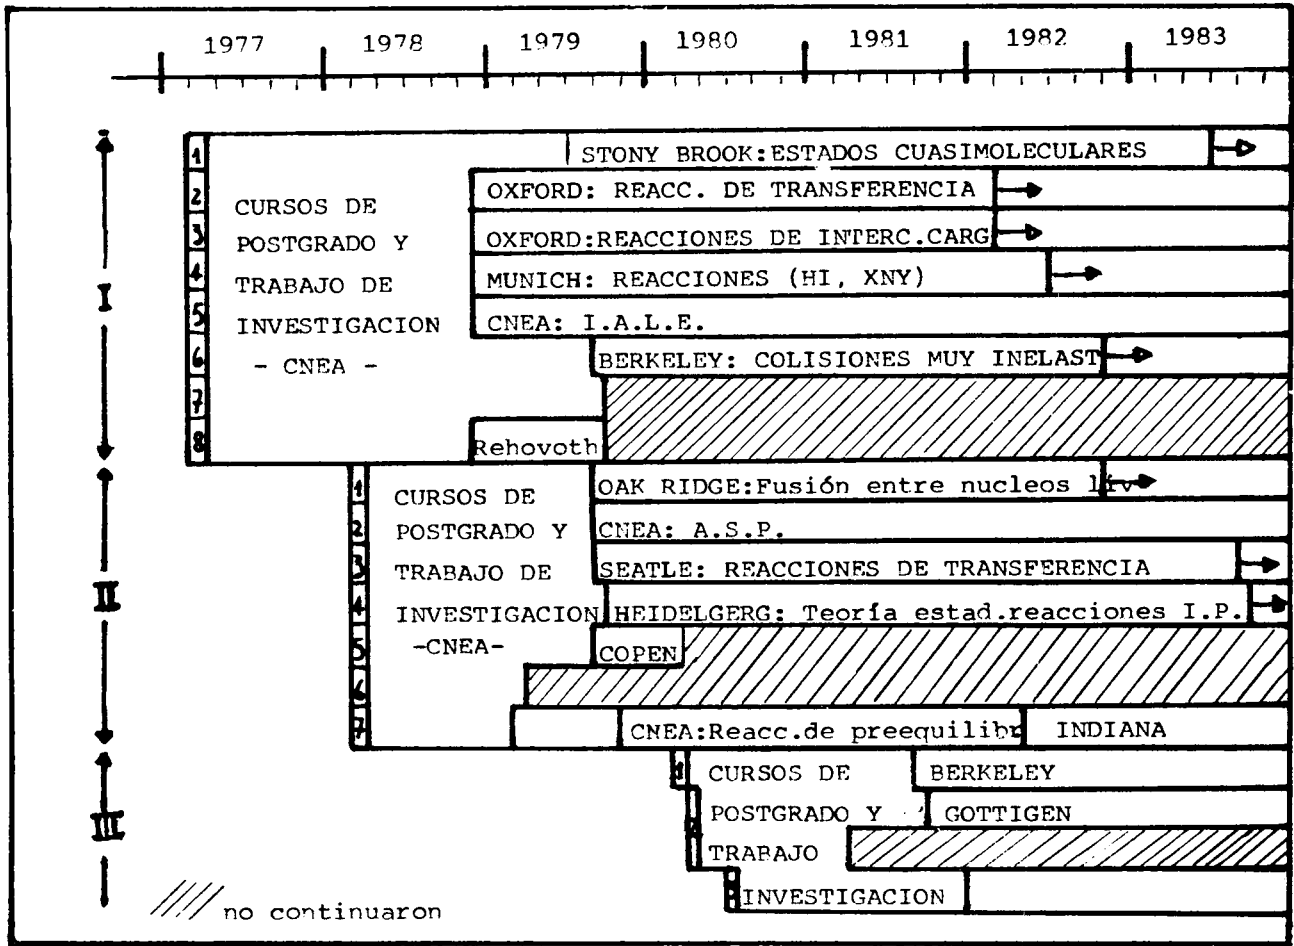 1977 1978 1979 1980 1981 1982 1983
I
1 STONY BROOK:ESTADOS CUASIMOLECULARES
2 OXFORD: REACC. DE TRANSFERENCIA
CURSOS DE
3 OXFORD:REACCIONES DE INTERC.CARG
POSTGRADO Y
4 MUNICH: REACCIONES (HI, XNY)
TRABAJO DE
5 CNEA: I.A.L.E.
INVESTIGACION
6 BERKELEY: COLISIONES MUY INELAST
- CNEA -
7
8 Rehovoth
II
1 OAK RIDGE:Fusión entre nucleos
CURSOS DE
2 CNEA: A.S.P.
POSTGRADO Y
3 SEATLE: REACCIONES DE TRANSFERENCIA
TRABAJO DE
4 HEIDELGERG: Teoría estad.reacciones I.P.
INVESTIGACION
5 COPEN
-CNEA-
6
7 CNEA:Reacc.de preequilibr INDIANA
III
1 CURSOS DE BERKELEY
POSTGRADO Y GOTTIGEN
TRABAJO
INVESTIGACION
no continuaron